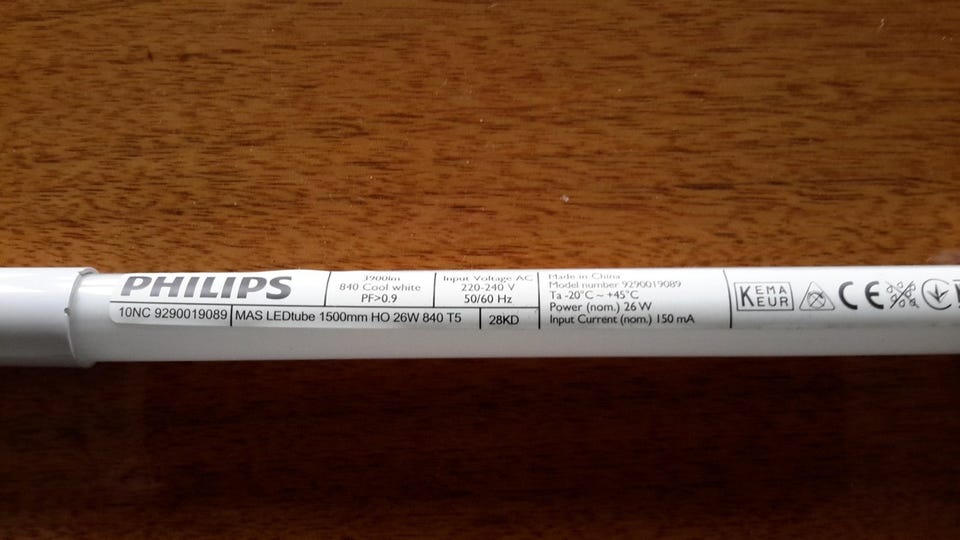 PHILIPS
10NC 9290019089
MAS LEDtube 1500mm HO 26W 840 T5
28KD
3900lm
840 Cool white
PF>0.9
Input Voltage AC
220-240 V
50/60 Hz
Made in China
Model number 9290019089
Ta -20°C ~ +45°C
Power (nom.) 26W
Input Current (nom.) 150 mA
KEMA
EUR
CE